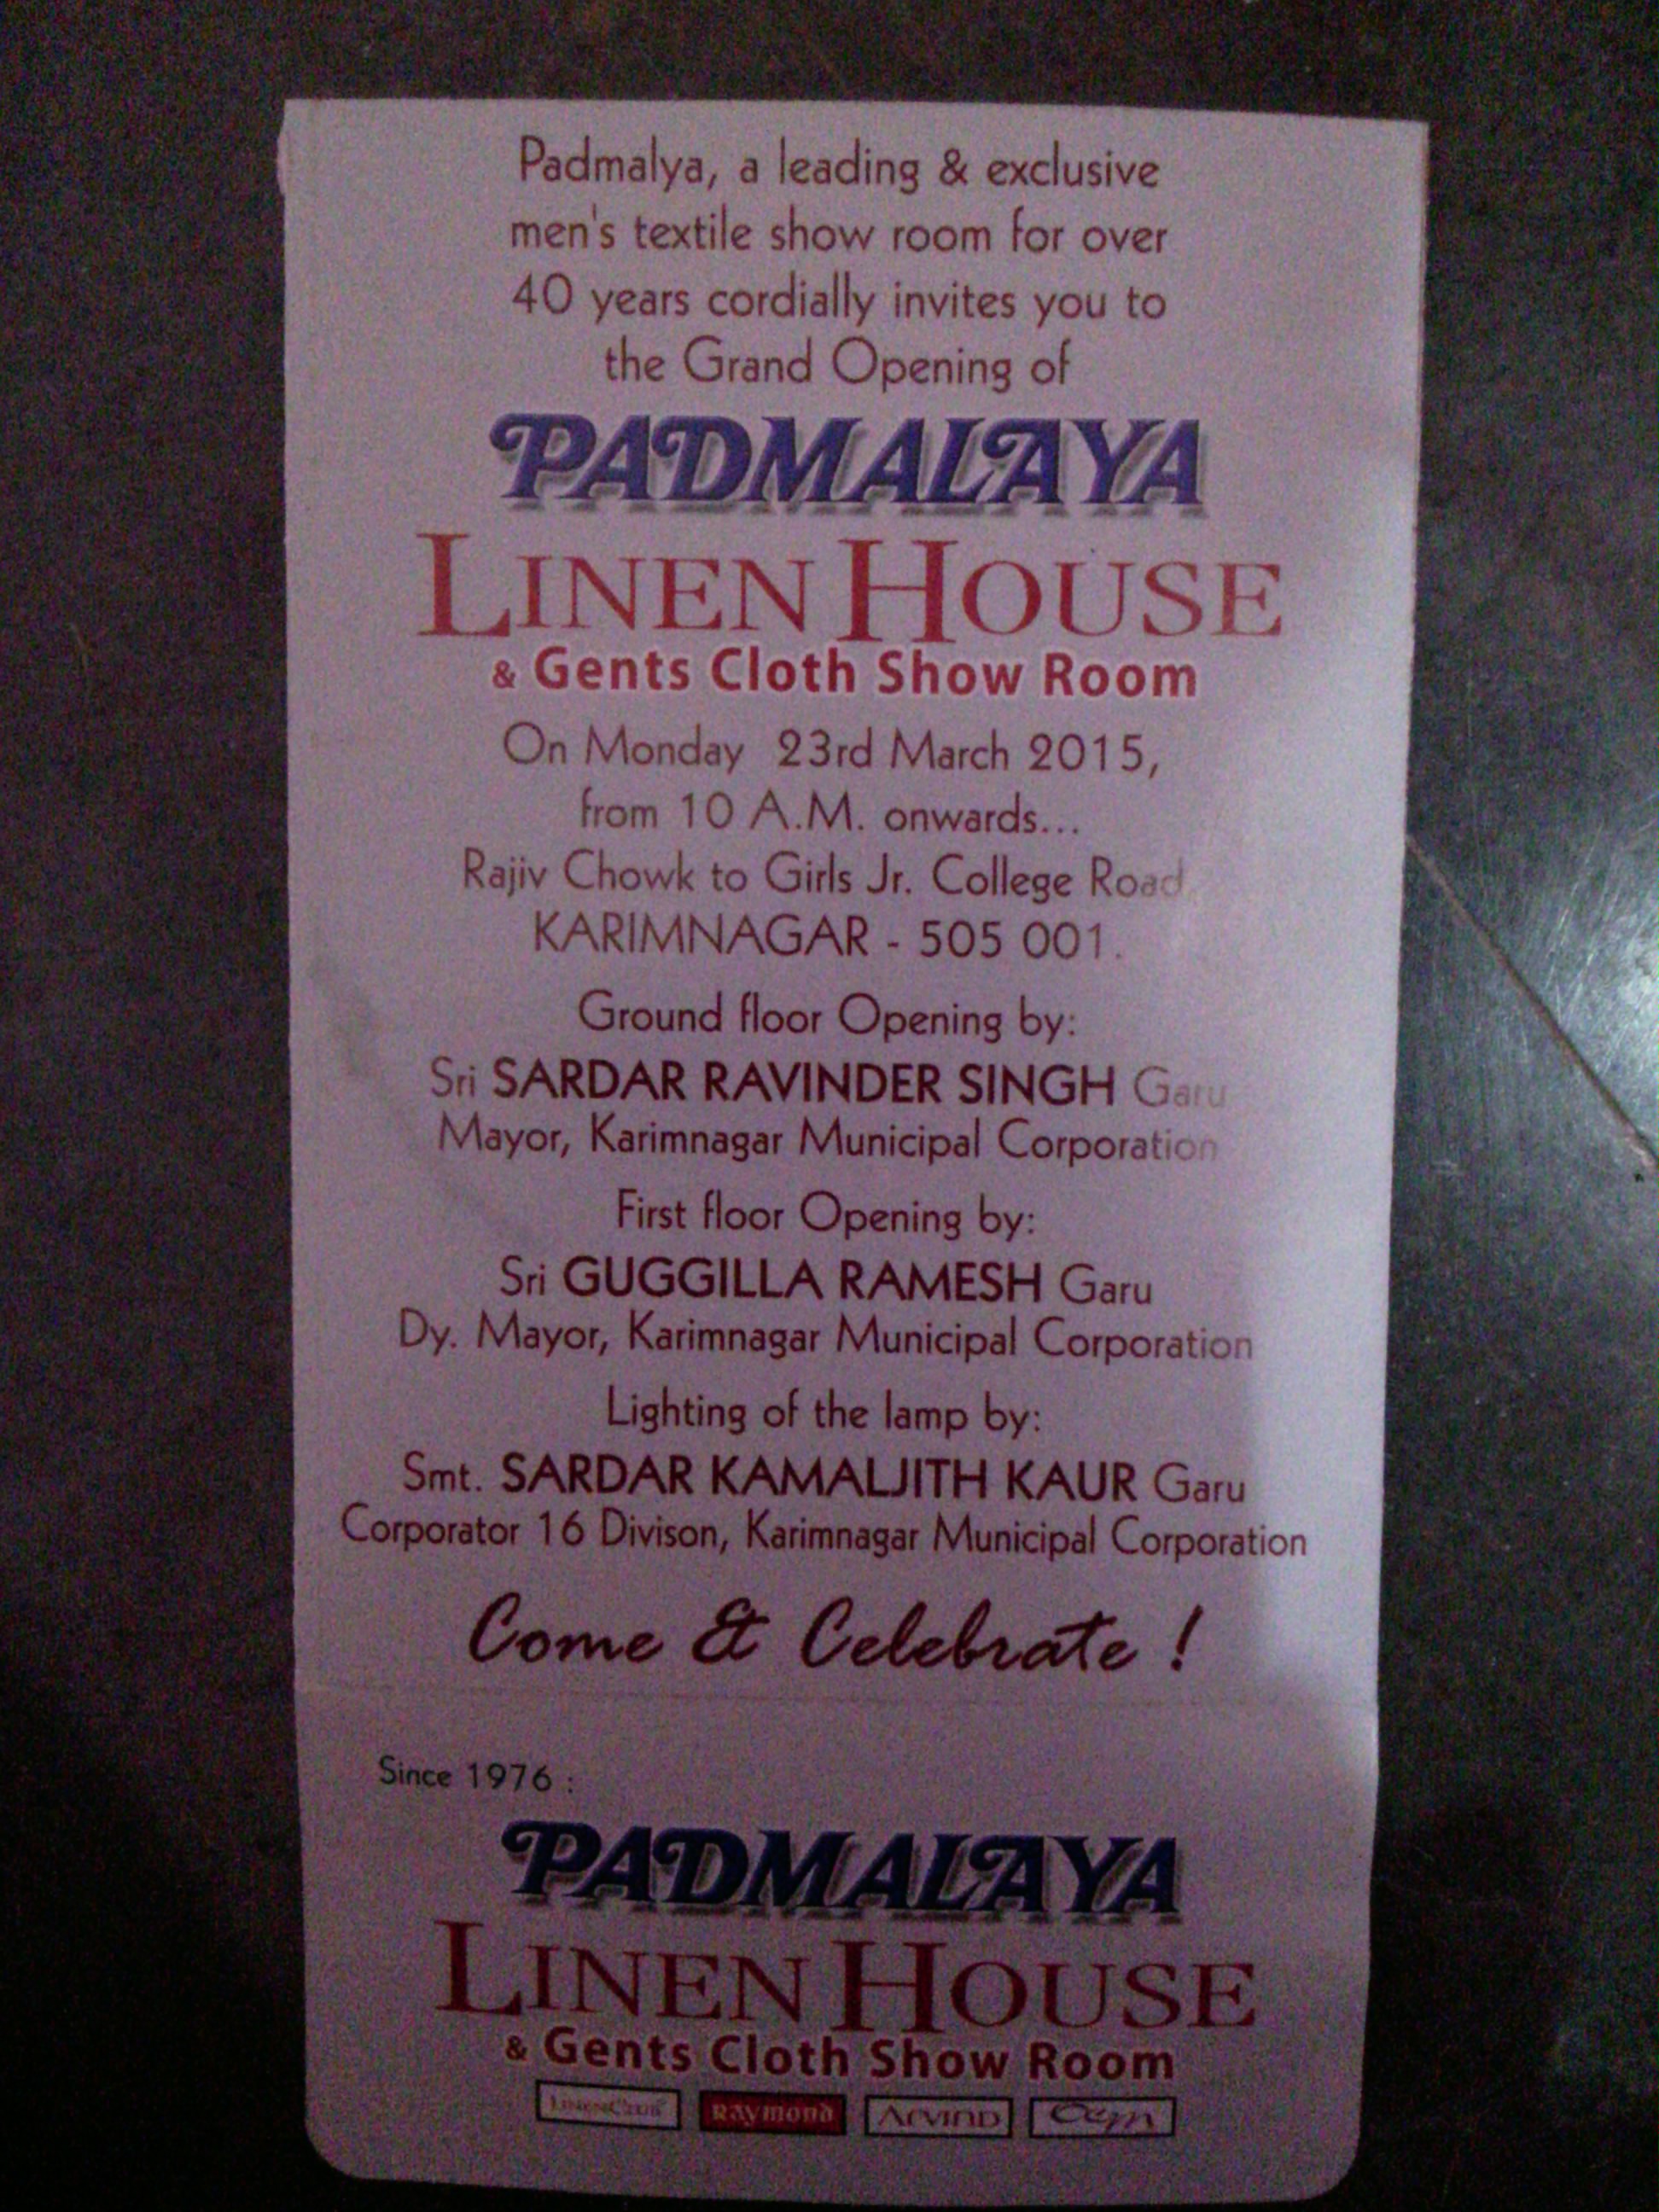 Padmalya, a leading & exclusive
men's textile show room for over
40 years cordially invites you to
the Grand Opening of
PADMALAYA
LINEN HOUSE
& Gents Cloth Show Room
On Monday 23rd March 2015,
from 10 A.M. onwards...
Rajiv Chowk to Girls Jr. College Road,
KARIMNAGAR - 505 001.
Ground floor Opening by:
Sri SARDAR RAVINDER SINGH Garu
Mayor, Karimnagar Municipal Corporation
First floor Opening by:
Sri GUGGILLA RAMESH Garu
Dy. Mayor, Karimnagar Municipal Corporation
Lighting of the lamp by:
Smt. SARDAR KAMALJITH KAUR Garu
Corporator 16 Divison, Karimnagar Municipal Corporation
Come & Celebrate !
Since 1976 :
PADMALAYA
LINEN HOUSE
& Gents Cloth Show Room
LINEN CLUB Raymond ARVIND OCM